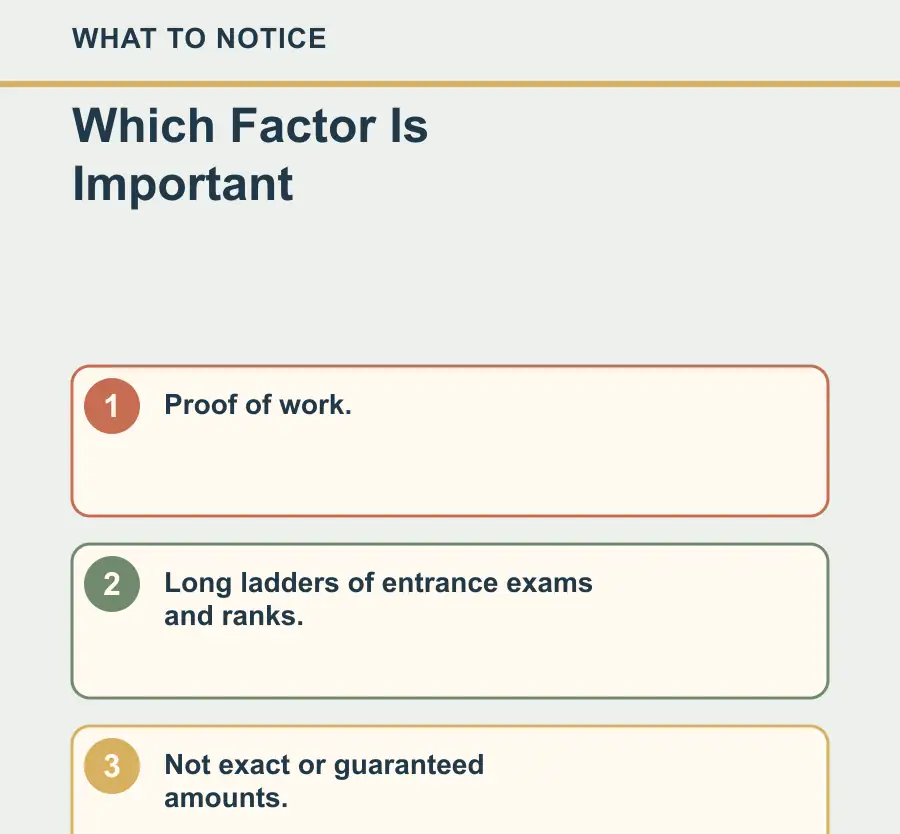 WHAT TO NOTICE
Which Factor Is
Important
1
Proof of work.
2
Long ladders of entrance exams
and ranks.
3
Not exact or guaranteed
amounts.